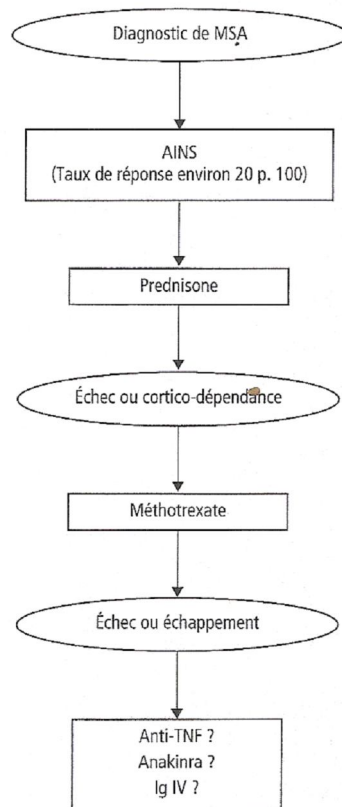 Diagnostic de MSA
AINS
(Taux de réponse environ 20 p. 100)
Prednisone
Échec ou cortico-dépendance
Méthotrexate
Échec ou échappement
Anti-TNF ?
Anakinra ?
Ig IV ?